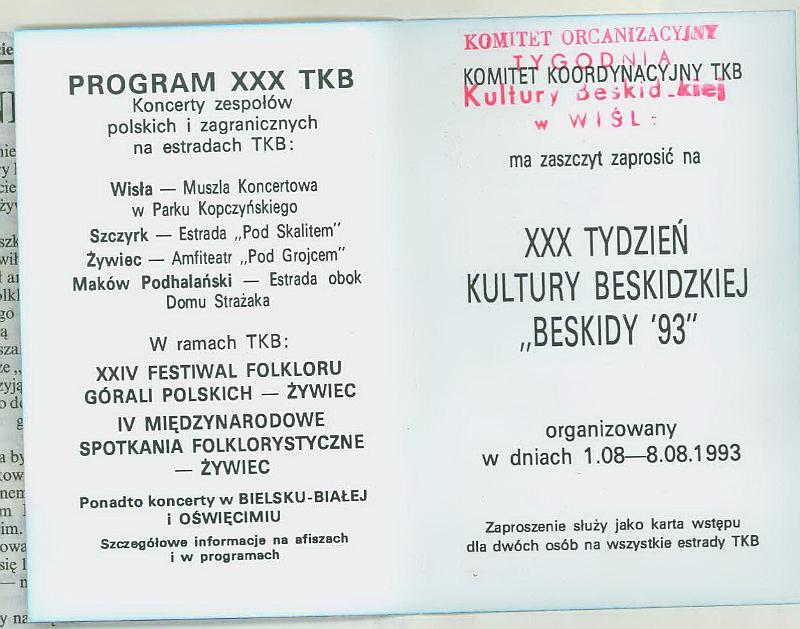 PROGRAM XXX TKB
Koncerty zespołów
polskich i zagranicznych
na estradach TKB:
Wisła — Muszla Koncertowa
w Parku Kopczyńskiego
Szczyrk — Estrada „Pod Skalitem”
Żywiec — Amfiteatr „Pod Grojcem”
Maków Podhalański — Estrada obok
Domu Strażaka
W ramach TKB:
XXIV FESTIWAL FOLKLORU
GÓRALI POLSKICH — ŻYWIEC
IV MIĘDZYNARODOWE
SPOTKANIA FOLKLORYSTYCZNE
— ŻYWIEC
Ponadto koncerty w BIELSKU-BIAŁEJ
i OŚWIĘCIMIU
Szczegółowe informacje na afiszach
i w programach
KOMITET ORGANIZACYJNY
TYGODNIA
KOMITET KOORDYNACYJNY TKB
Kultury Beskidzkiej
w
ma zaszczyt zaprosić na
XXX TYDZIEŃ
KULTURY BESKIDZKIEJ
„BESKIDY '93”
organizowany
w dniach 1.08—8.08.1993
Zaproszenie służy jako karta wstępu
dla dwóch osób na wszystkie estrady TKB